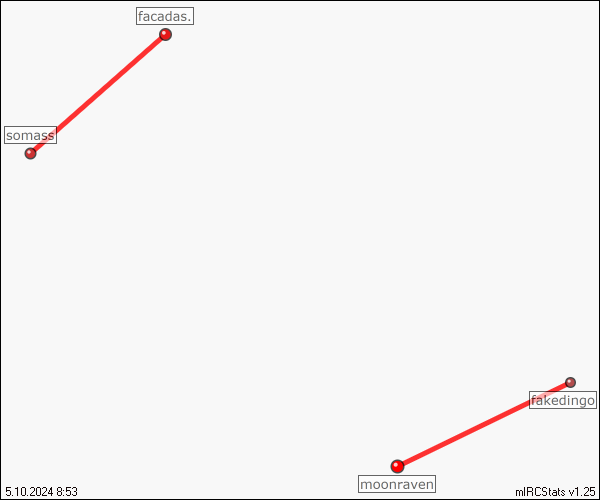 facadas.
somass
fakedingo
moonraven
5.10.2024 8:53
mIRCStats v1.25